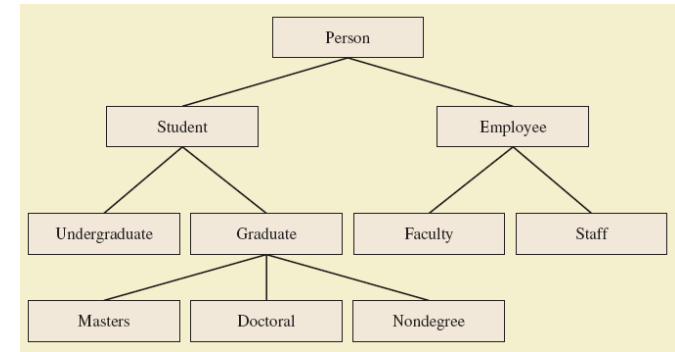 Person
Student
Employee
Undergraduate
Graduate
Faculty
Staff
Masters
Doctoral
Nondegree